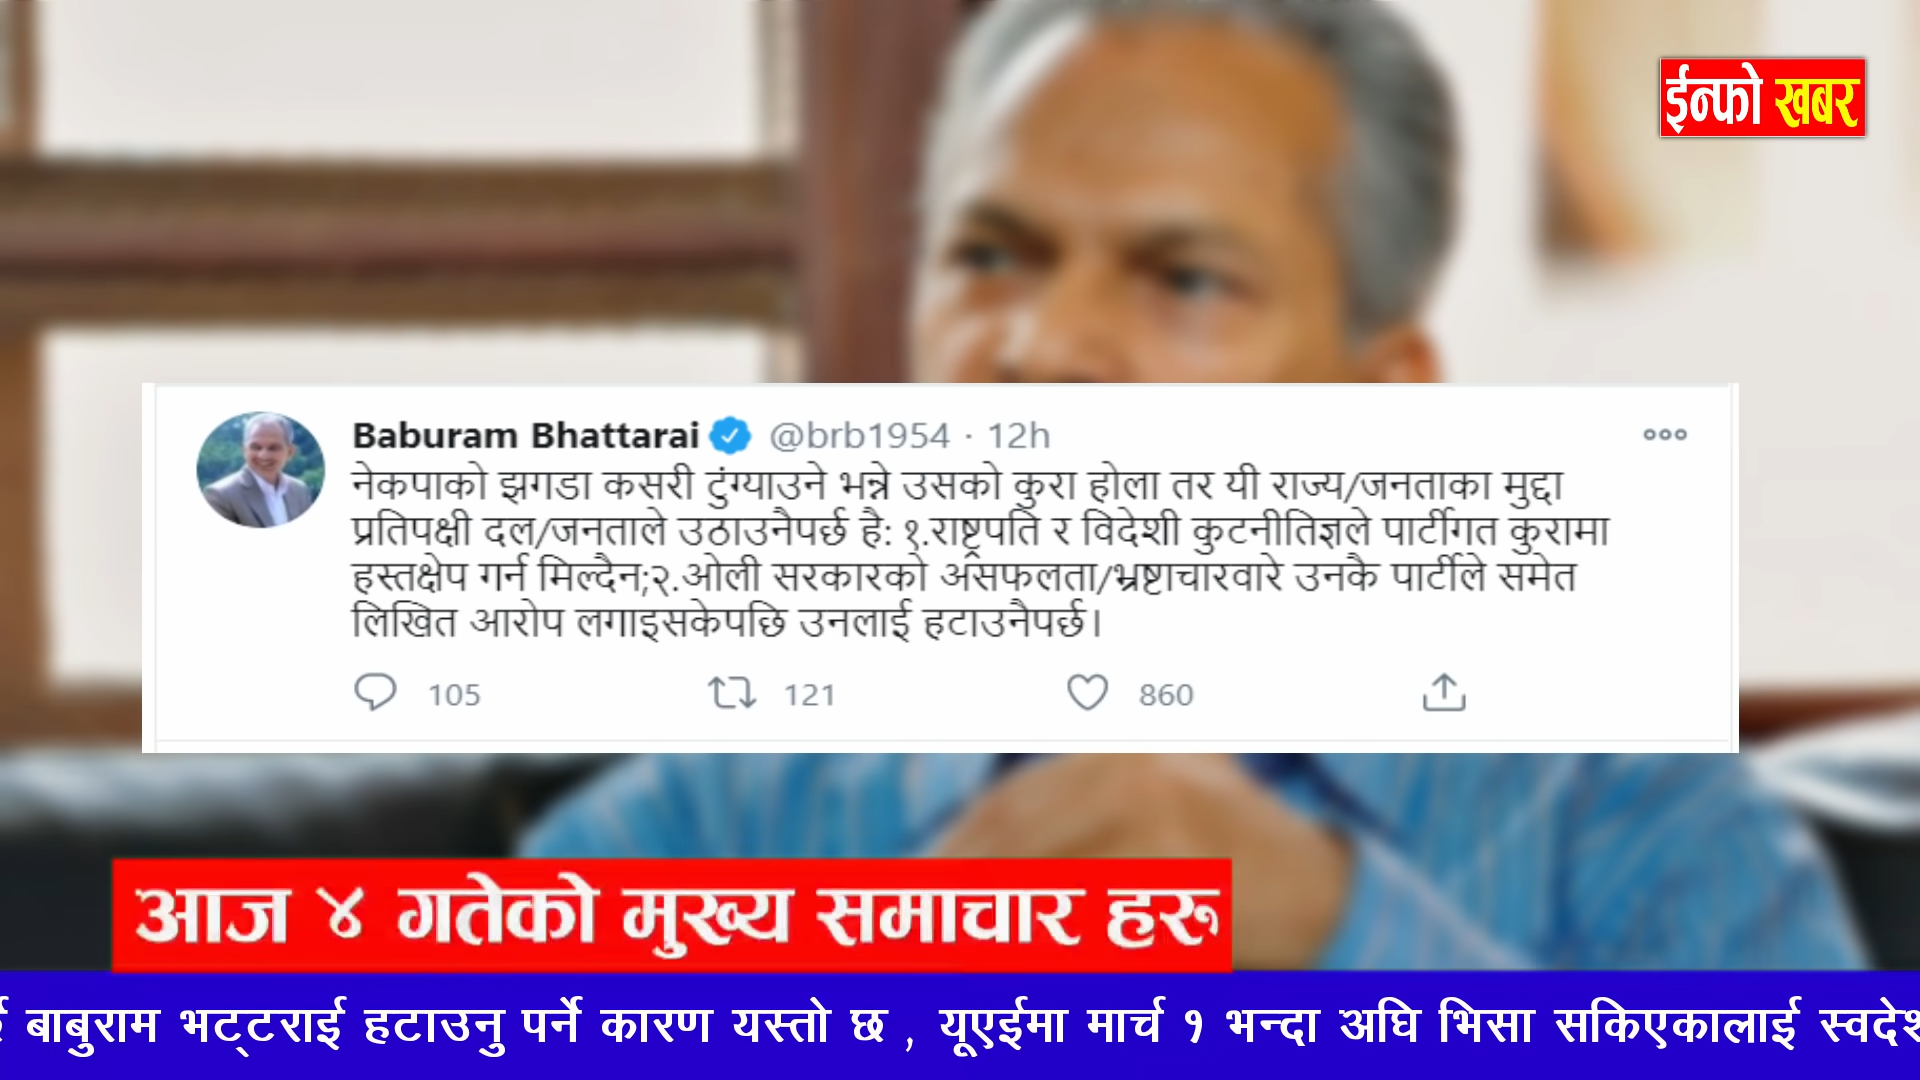 ईन्फो खबर
Baburam Bhattarai @brb1954 · 12h
नेकपाको झगडा कसरी टुंग्याउने भन्ने उसको कुरा होला तर यी राज्य/जनताका मुद्दा
प्रतिपक्षी दल/जनताले उठाउनैपर्छ है: १.राष्ट्रपति र विदेशी कुटनीतिज्ञले पार्टीगत कुरामा
हस्तक्षेप गर्न मिल्दैन;२.ओली सरकारको असफलता/भ्रष्टाचारवारे उनकै पार्टीले समेत
लिखित आरोप लगाइसकेपछि उनलाई हटाउनैपर्छ।
105 121 860
आज ४ गतेको मुख्य समाचार हरु
बाबुराम भट्टराई हटाउनु पर्ने कारण यस्तो छ , यूएईमा मार्च १ भन्दा अघि भिसा सकिएकालाई